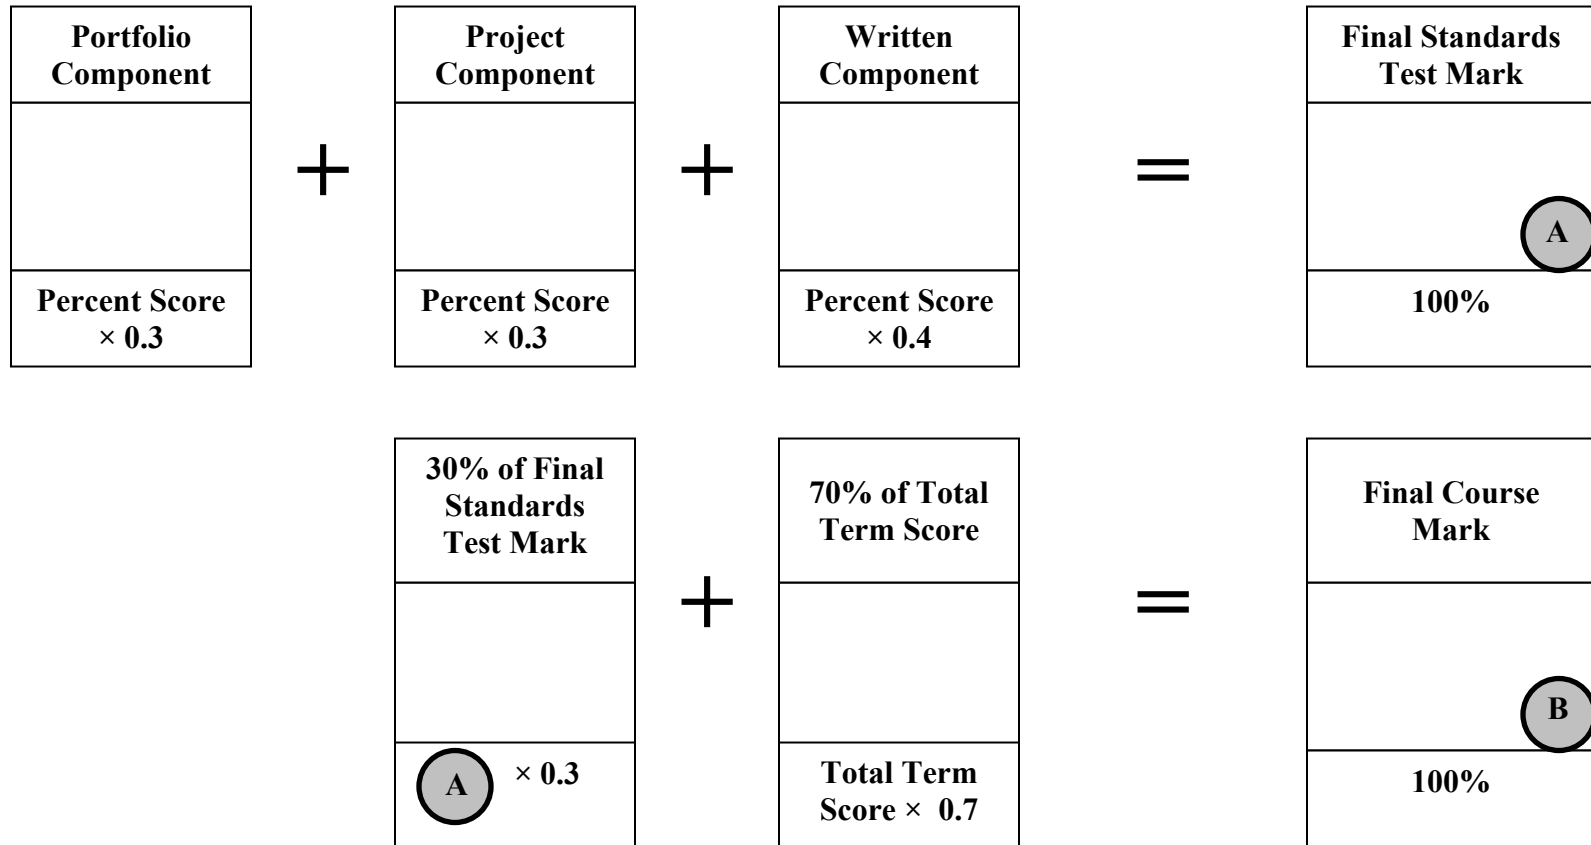 Portfolio
Component
+
Project
Component
+
Written
Component
=
Final Standards
Test Mark
A
Percent Score
× 0.3
Percent Score
× 0.3
Percent Score
× 0.4
100%
30% of Final
Standards
Test Mark
+
70% of Total
Term Score
=
Final Course
Mark
B
A × 0.3
Total Term
Score × 0.7
100%